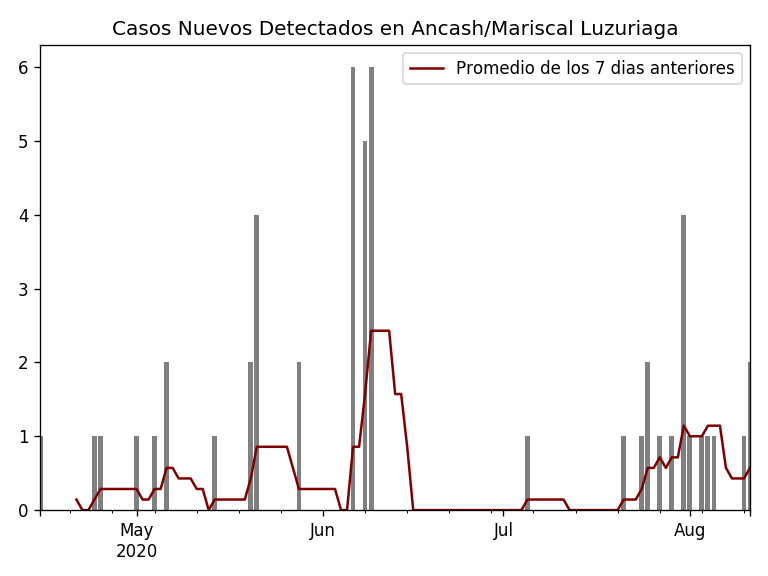 Casos Nuevos Detectados en Ancash/Mariscal Luzuriaga
Promedio de los 7 dias anteriores
6
5
4
3
2
1
0
May
2020
Jun
Jul
Aug